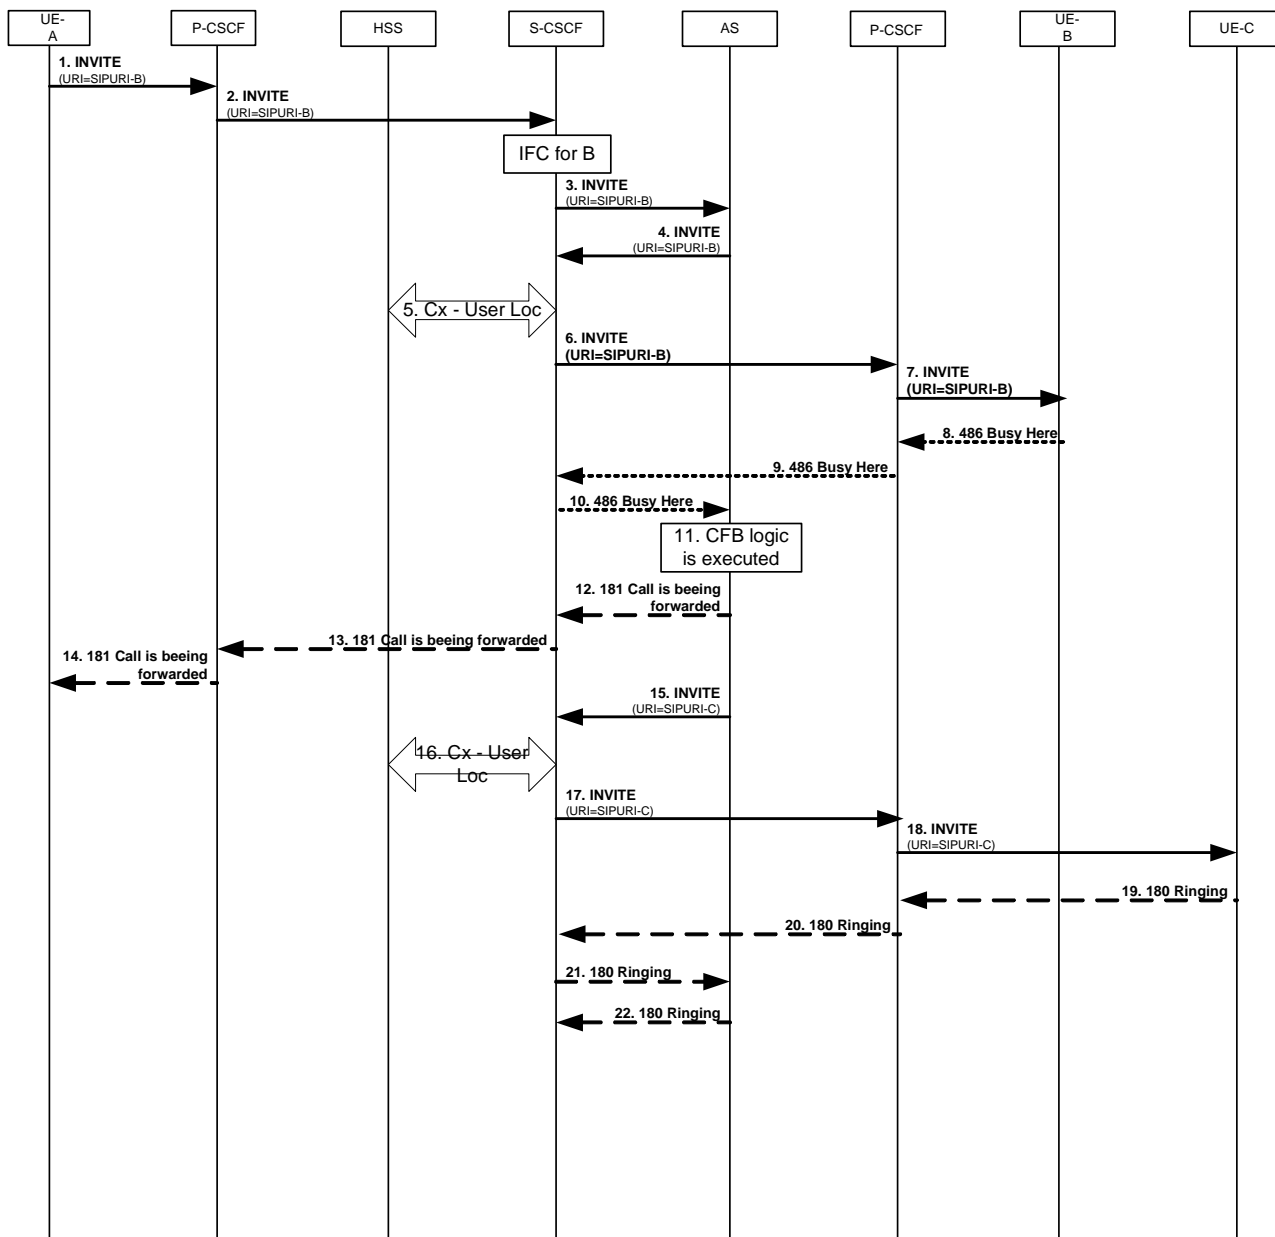 UE-
A
P-CSCF
HSS
S-CSCF
AS
P-CSCF
UE-
B
UE-C
1. INVITE
(URI=SIPURI-B)
2. INVITE
(URI=SIPURI-B)
IFC for B
3. INVITE
(URI=SIPURI-B)
4. INVITE
(URI=SIPURI-B)
5. Cx - User Loc
6. INVITE
(URI=SIPURI-B)
7. INVITE
(URI=SIPURI-B)
8. 486 Busy Here
9. 486 Busy Here
10. 486 Busy Here
11. CFB logic
is executed
12. 181 Call is beeing
forwarded
13. 181 Call is beeing forwarded
14. 181 Call is beeing
forwarded
15. INVITE
(URI=SIPURI-C)
16. Cx - User
Loc
17. INVITE
(URI=SIPURI-C)
18. INVITE
(URI=SIPURI-C)
19. 180 Ringing
20. 180 Ringing
21. 180 Ringing
22. 180 Ringing